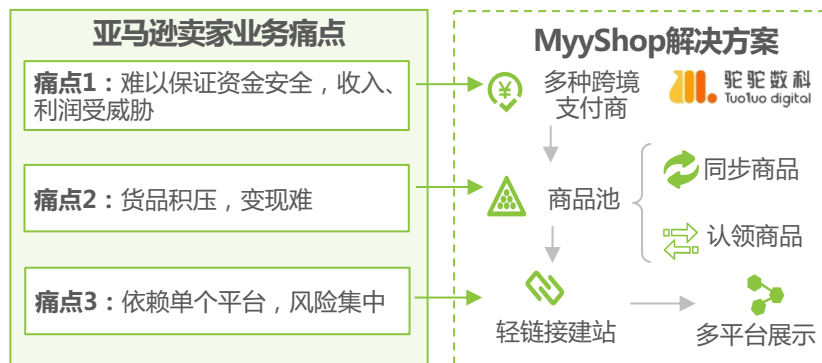 亚马逊卖家业务痛点
痛点1：难以保证资金安全，收入、
利润受威胁
痛点2：货品积压，变现难
痛点3：依赖单个平台，风险集中
MyyShop解决方案
多种跨境
支付商
驼驼数科
Tuo1uo digital
商品池
同步商品
认领商品
轻链接建站
多平台展示